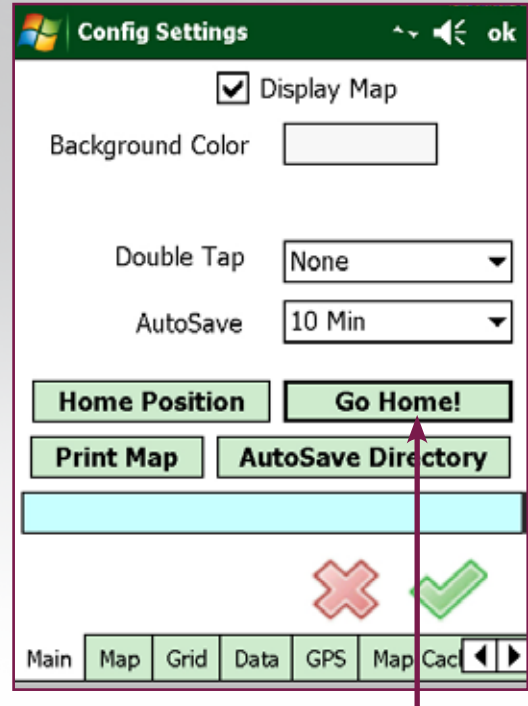 Config Settings ok
Display Map
Background Color
Double Tap None
AutoSave 10 Min
Home Position Go Home!
Print Map AutoSave Directory
Main Map Grid Data GPS Map Cac